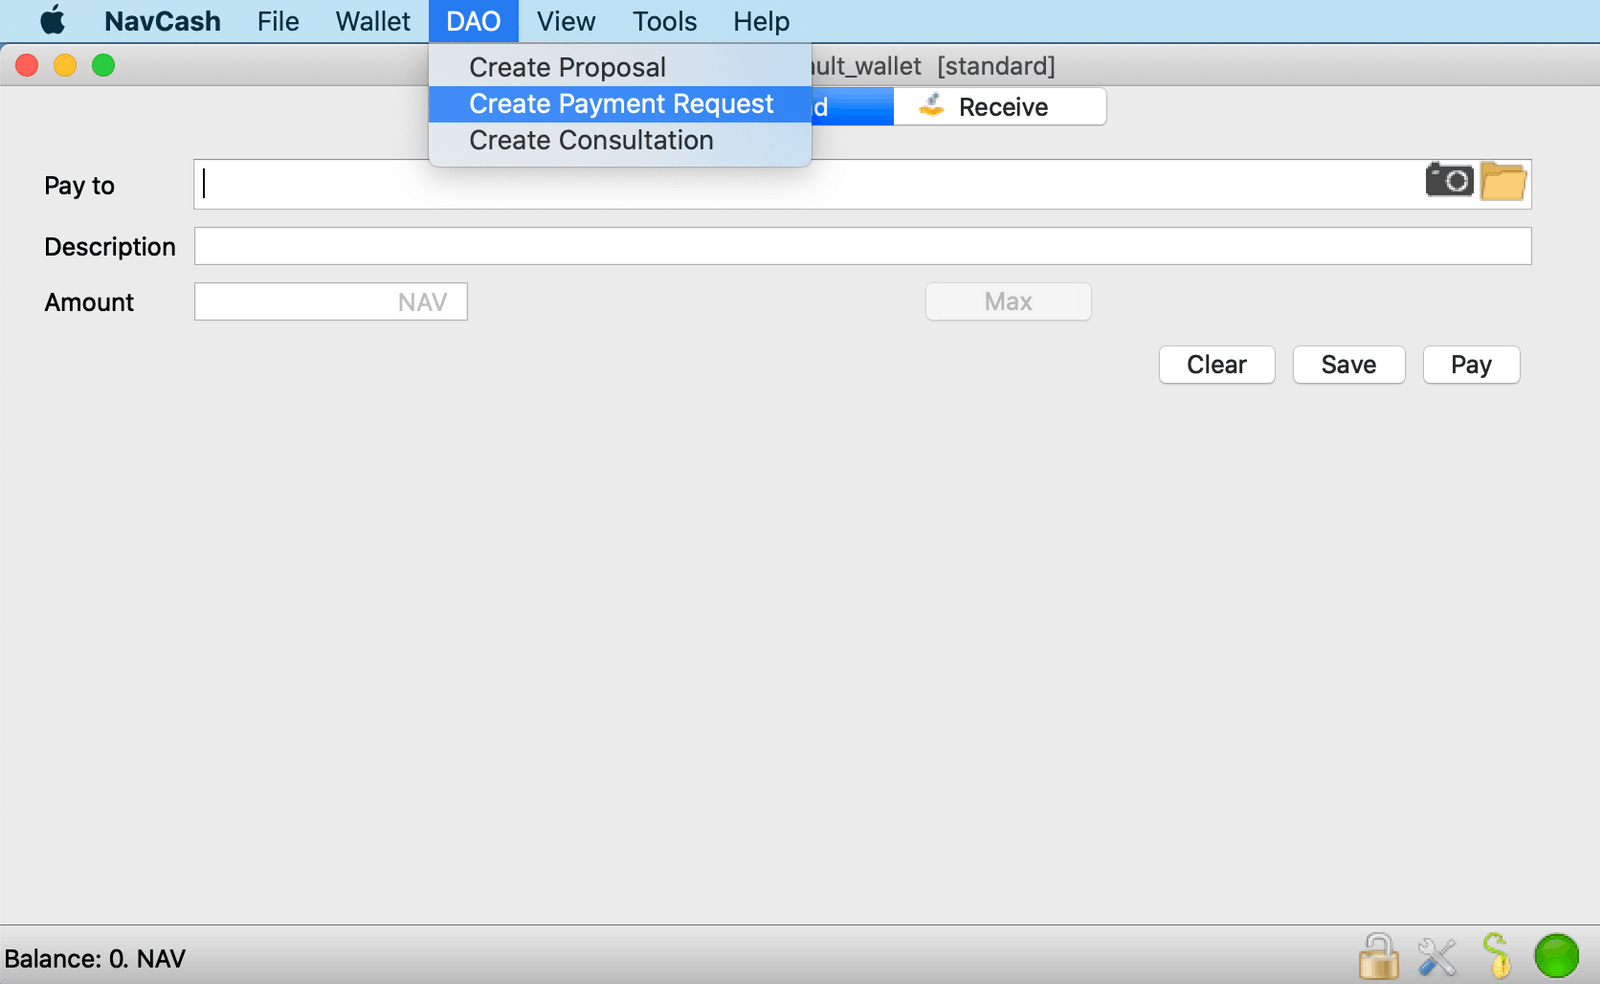 NavCash File Wallet DAO View Tools Help
Create Proposal
Create Payment Request
Create Consultation
[standard]
Receive
Pay to
Description
Amount
NAV
Max
Clear
Save
Pay
Balance: 0. NAV